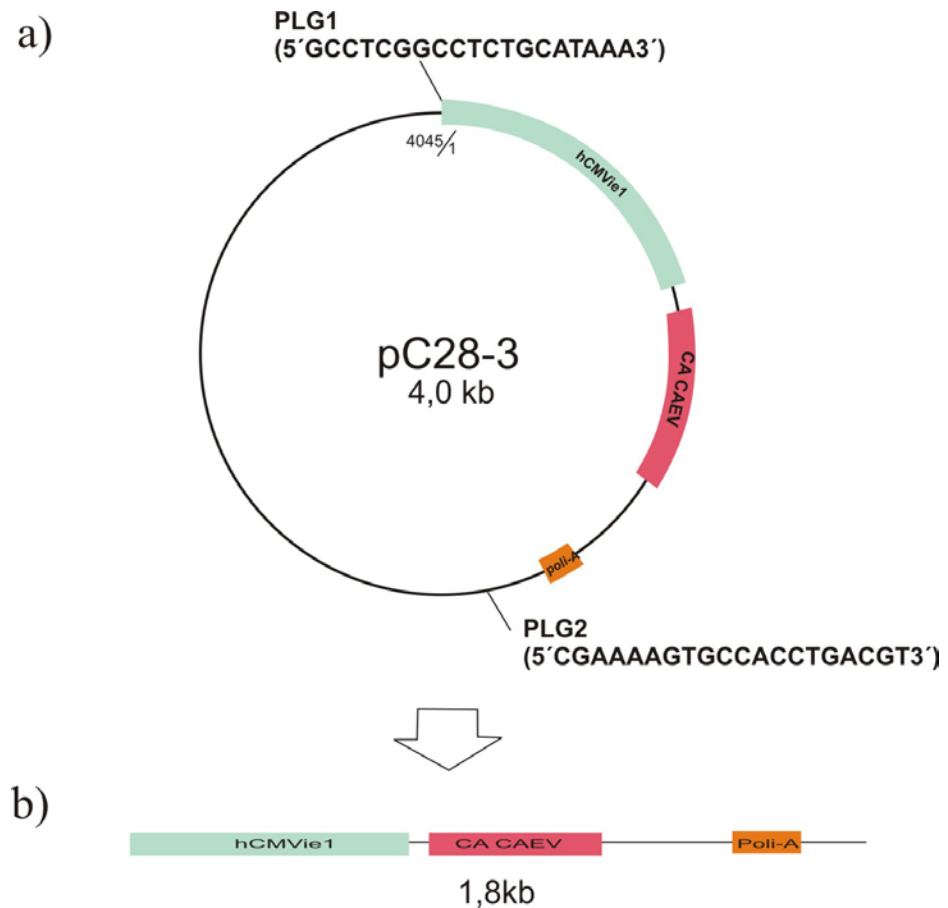 a)
PLG1
(5´GCCTCGGCCTCTGCATAAA3´)
4045/1
hCMVie1
CA CAEV
pC28-3
4,0 kb
poli-A
PLG2
(5´CGAAAAGTGCCACCTGACGT3´)
b)
hCMVie1
CA CAEV
Poli-A
1,8kb